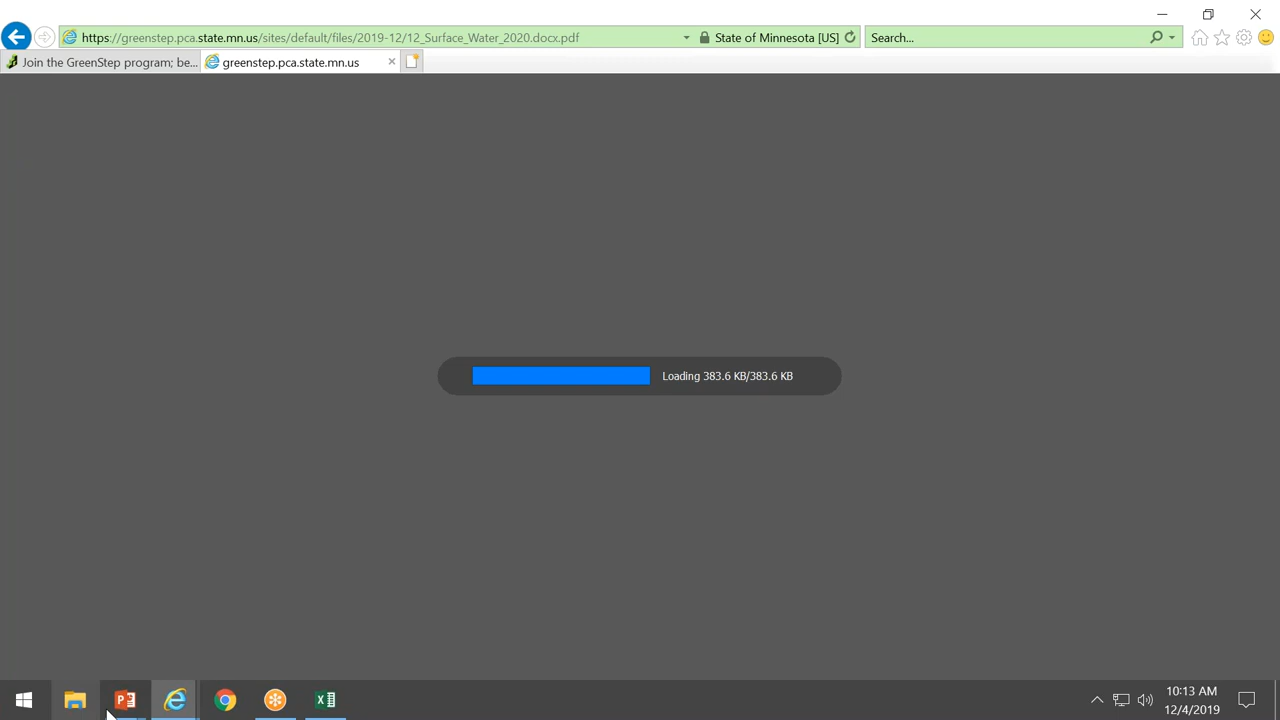 https://greenstep.pca.state.mn.us/sites/default/files/2019-12/12_Surface_Water_2020.docx.pdf
State of Minnesota [US]
Search...
Join the GreenStep program; be...
greenstep.pca.state.mn.us
Loading 383.6 KB/383.6 KB
10:13 AM
12/4/2019